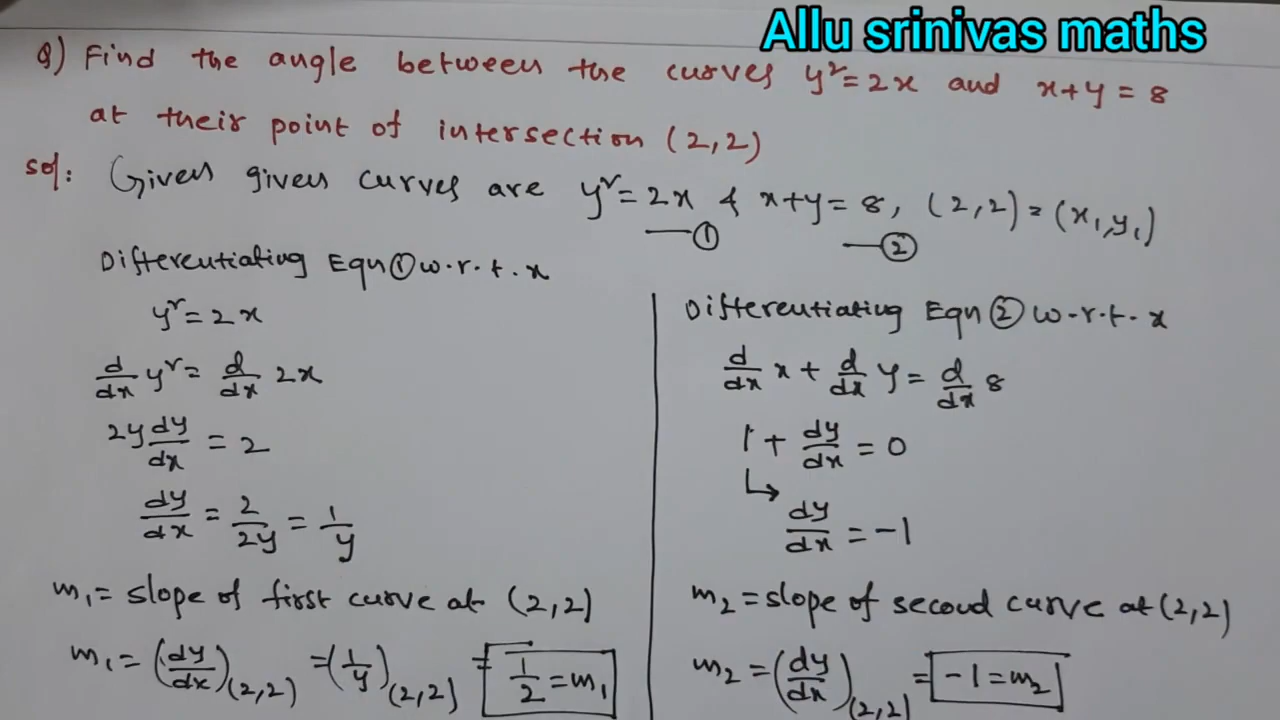 Allu srinivas maths
Q) Find the angle between the curves y²=2x and x+y=8
at their point of intersection (2,2)
Sol: Given given curves are y²=2x & x+y=8, (2,2)=(x₁,y₁)
—① —②
Differentiating Eqn① w.r.t.x
y²=2x
d/dx y² = d/dx 2x
2y dy/dx = 2
dy/dx = 2/2y = 1/y
m₁= slope of first curve at (2,2)
m₁=(dy/dx)(2,2) =(1/y)(2,2) = 1/2=m₁
Differentiating Eqn② w.r.t.x
d/dx x + d/dx y = d/dx 8
1 + dy/dx = 0
↳ dy/dx = -1
m₂=slope of second curve at (2,2)
m₂ =(dy/dx)(2,2) = -1=m₂